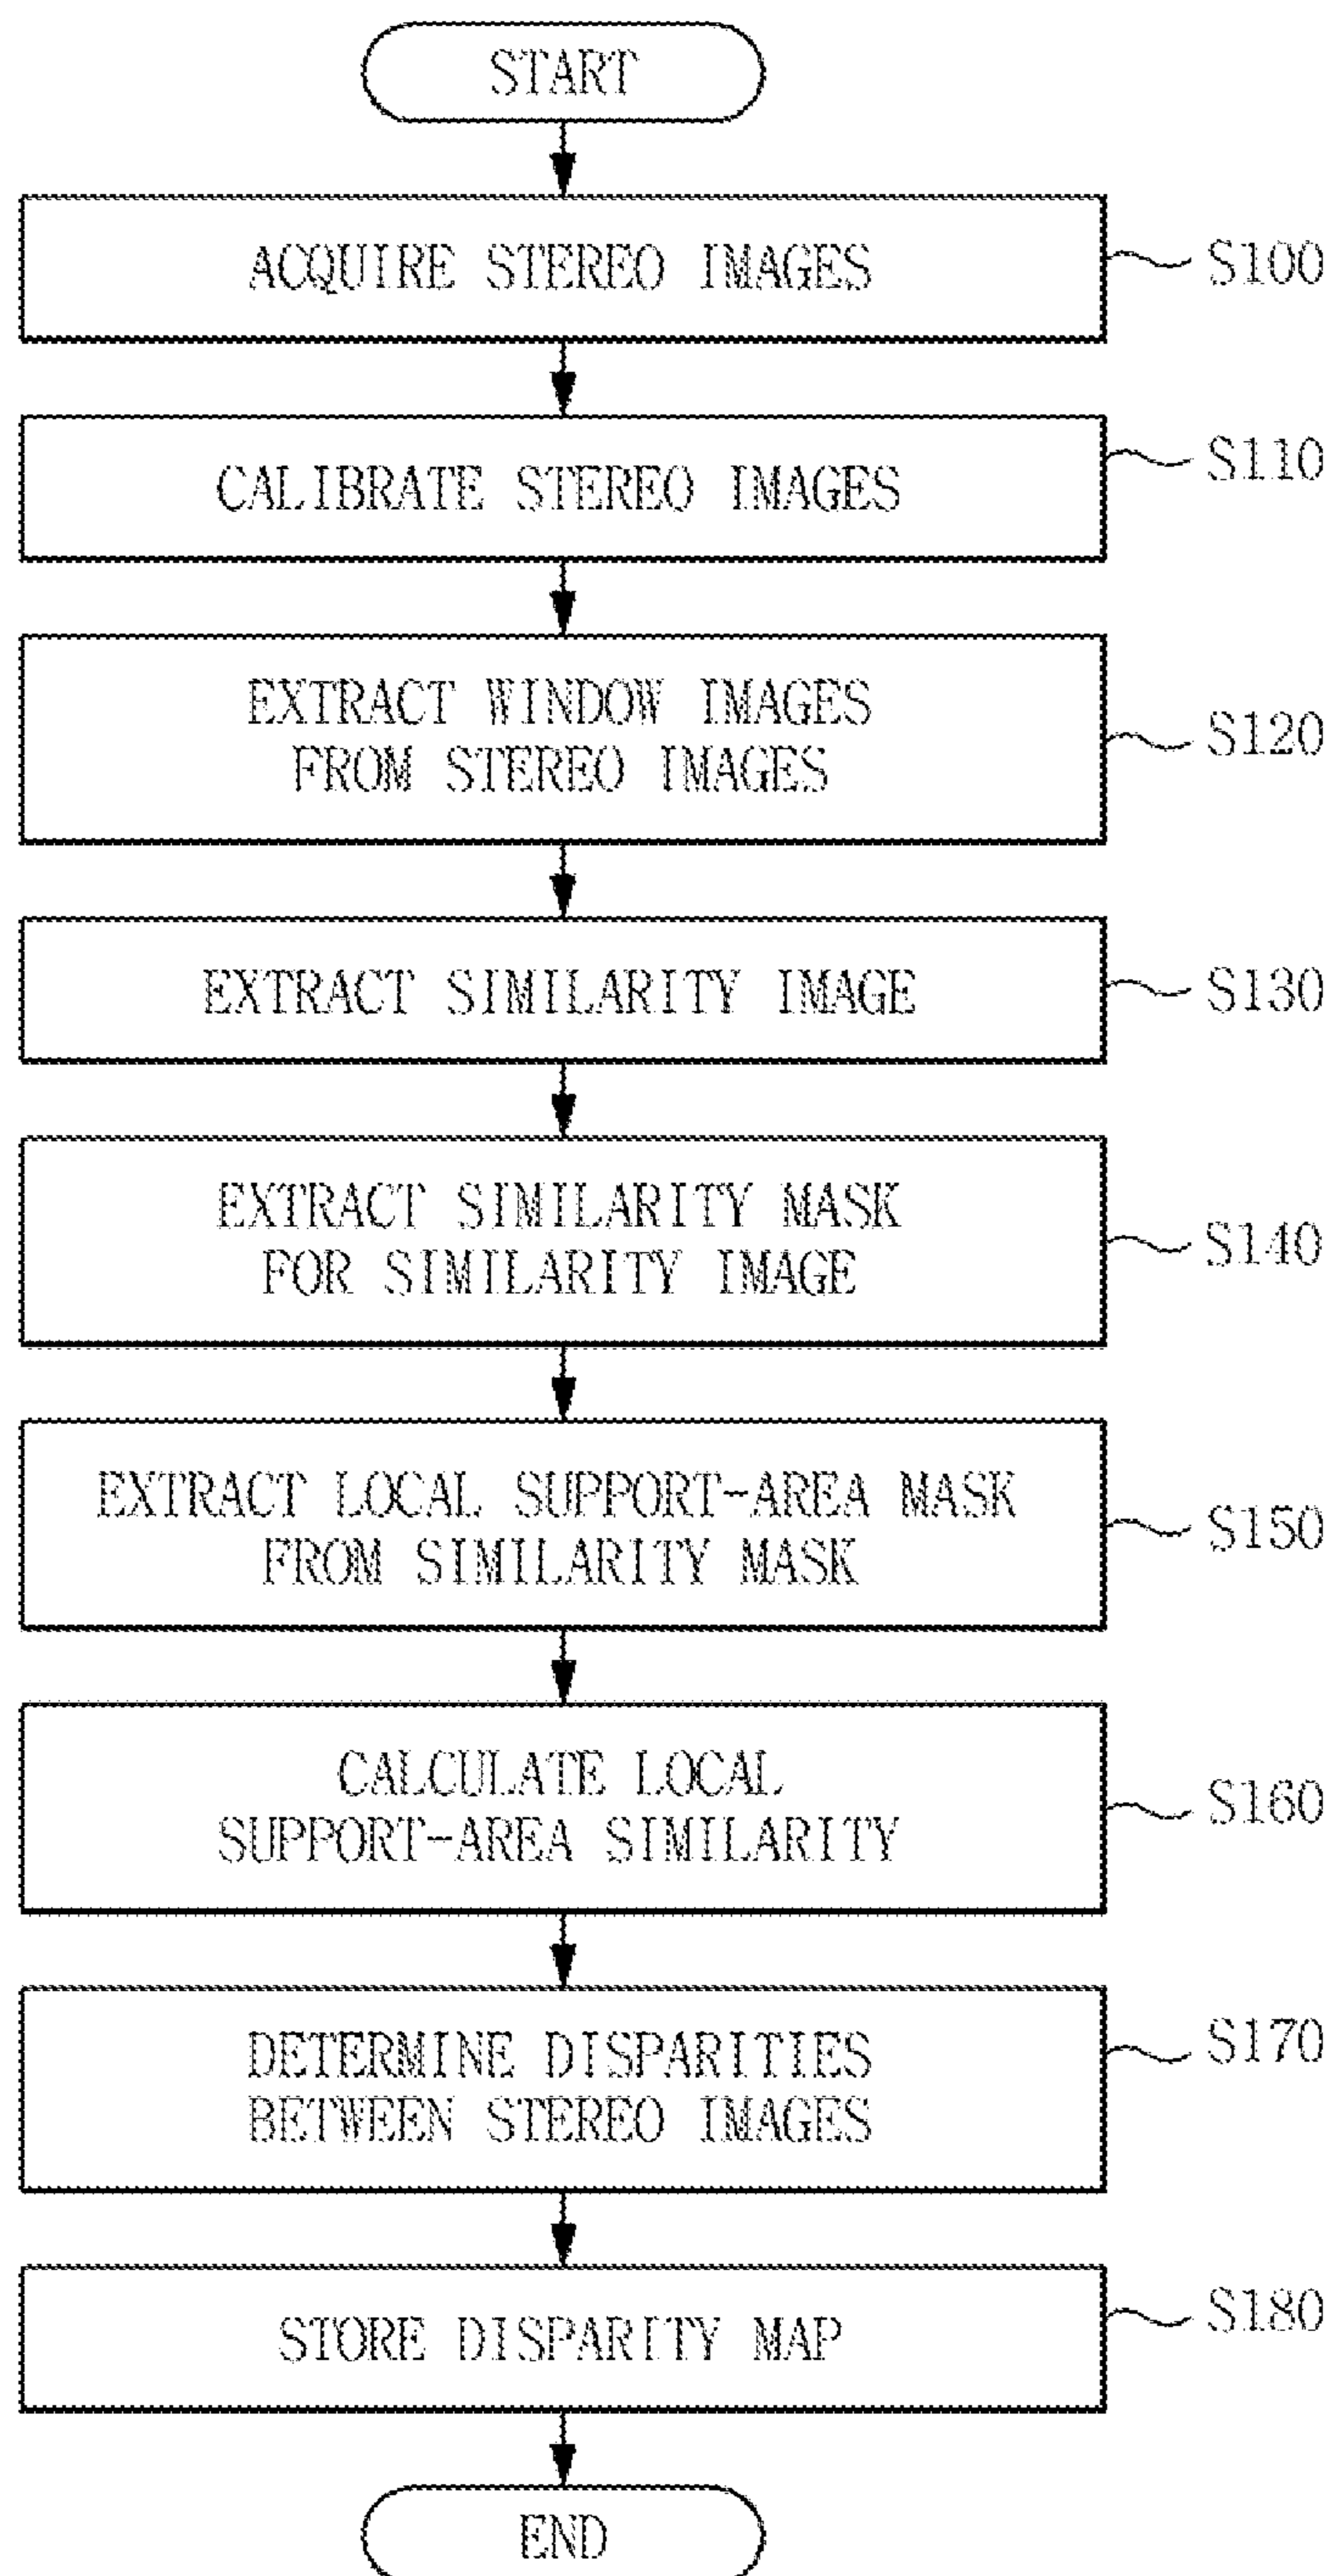 START
ACQUIRE STEREO IMAGES
S100
CALIBRATE STEREO IMAGES
S110
EXTRACT WINDOW IMAGES
FROM STEREO IMAGES
S120
EXTRACT SIMILARITY IMAGE
S130
EXTRACT SIMILARITY MASK
FOR SIMILARITY IMAGE
S140
EXTRACT LOCAL SUPPORT-AREA MASK
FROM SIMILARITY MASK
S150
CALCULATE LOCAL
SUPPORT-AREA SIMILARITY
S160
DETERMINE DISPARITIES
BETWEEN STEREO IMAGES
S170
STORE DISPARITY MAP
S180
END